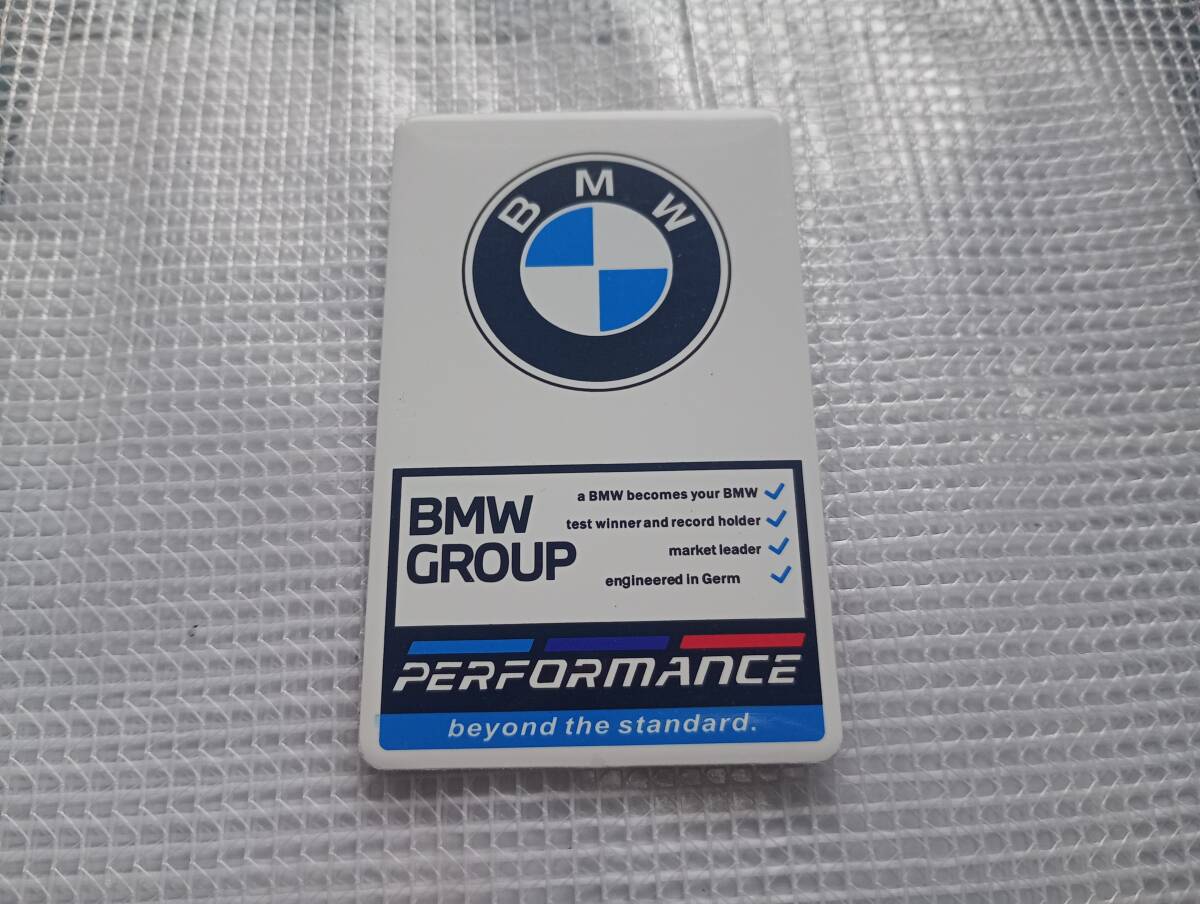 BMW
BMW
GROUP
a BMW becomes your BMW
test winner and record holder
market leader
engineered in Germ
PERFORMANCE
beyond the standard.